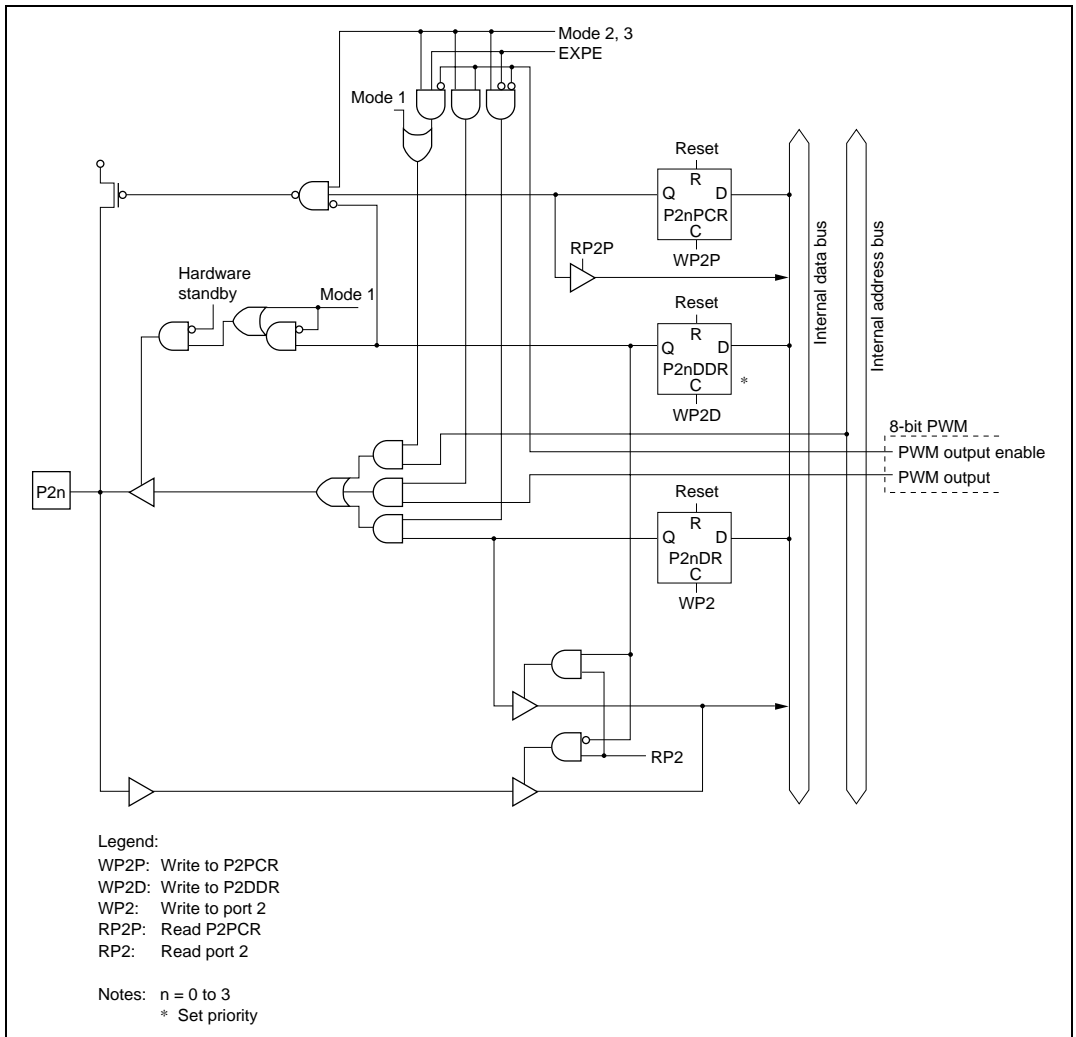 Mode 2, 3
EXPE
Mode 1
Reset
R
Q D
P2nPCR
C
WP2P
RP2P
Internal data bus
Internal address bus
Hardware
standby
Mode 1
Reset
R
Q D
P2nDDR
C
*
WP2D
8-bit PWM
PWM output enable
PWM output
P2n
Reset
R
Q D
P2nDR
C
WP2
RP2
Legend:
WP2P: Write to P2PCR
WP2D: Write to P2DDR
WP2: Write to port 2
RP2P: Read P2PCR
RP2: Read port 2
Notes: n = 0 to 3
* Set priority